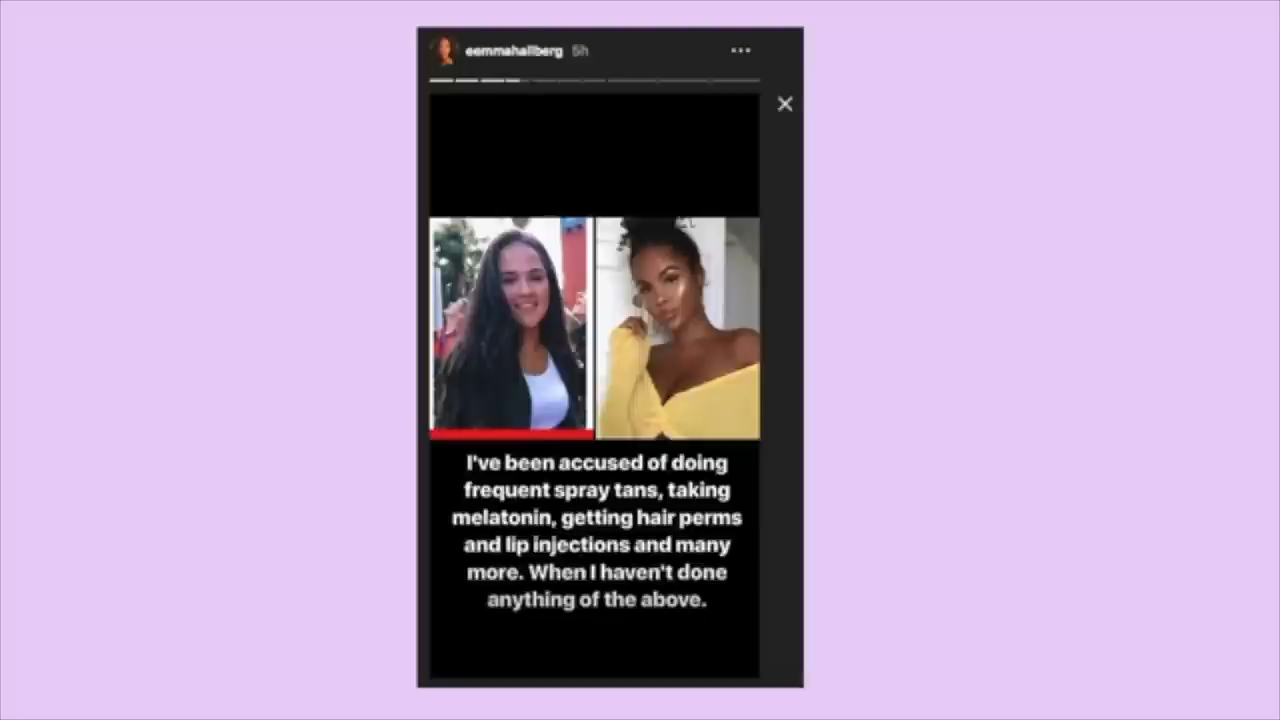 eemmahallberg 5h
I've been accused of doing
frequent spray tans, taking
melatonin, getting hair perms
and lip injections and many
more. When I haven't done
anything of the above.